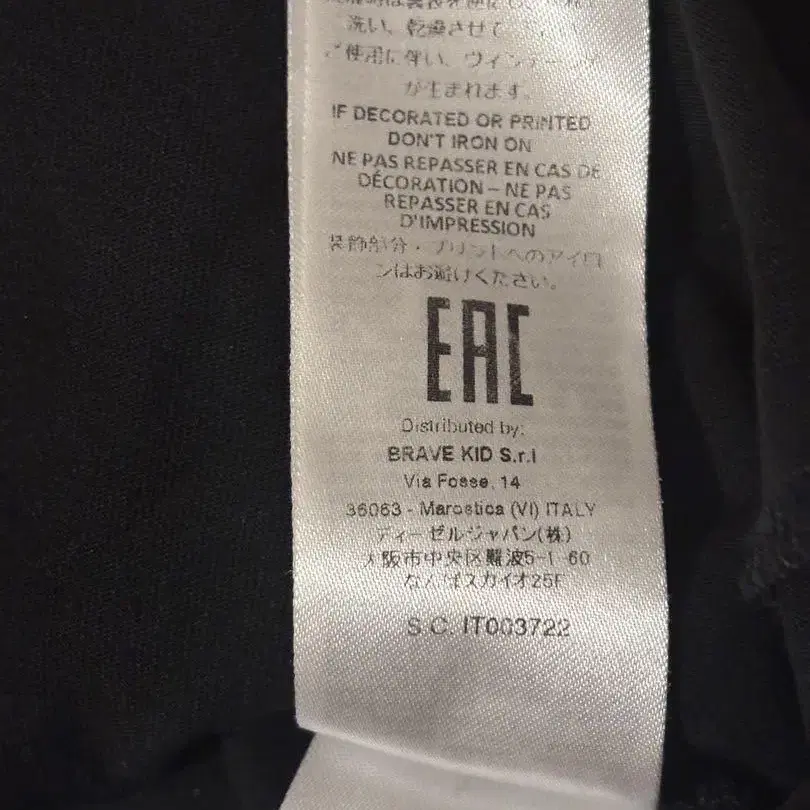 洗い、乾燥させて
ご使用に伴い、ヴィンテージ
が生まれます。
IF DECORATED OR PRINTED
DON'T IRON ON
NE PAS REPASSER EN CAS DE
DÉCORATION – NE PAS
REPASSER EN CAS
D'IMPRESSION
装飾部分・プリントへのアイロ
ンはお避けください。
EAC
Distributed by:
BRAVE KID S.r.l
Via Fosse, 14
36063 - Marostica (VI) ITALY
ディーゼルジャパン(株)
大阪市中央区難波5-1-60
なんばスカイオ25F
S.C. IT003722